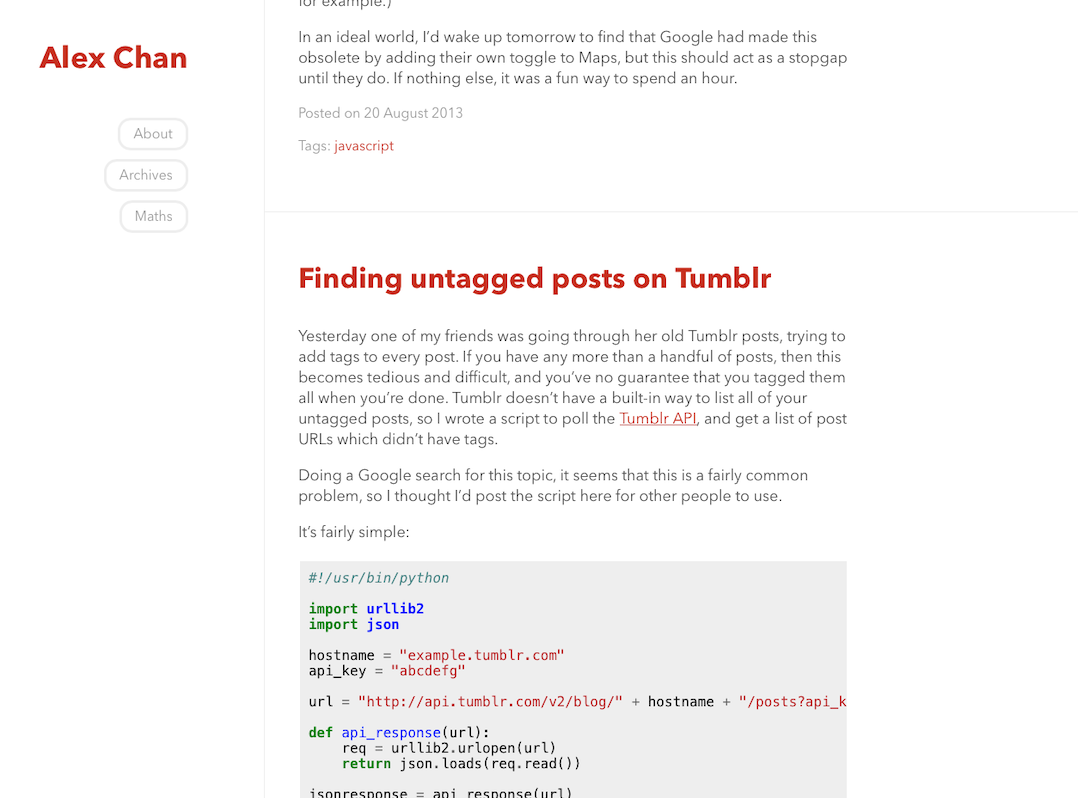 Alex Chan
About
Archives
Maths
for example.)
In an ideal world, I’d wake up tomorrow to find that Google had made this
obsolete by adding their own toggle to Maps, but this should act as a stopgap
until they do. If nothing else, it was a fun way to spend an hour.
Posted on 20 August 2013
Tags: javascript
Finding untagged posts on Tumblr
Yesterday one of my friends was going through her old Tumblr posts, trying to
add tags to every post. If you have any more than a handful of posts, then this
becomes tedious and difficult, and you’ve no guarantee that you tagged them
all when you’re done. Tumblr doesn’t have a built-in way to list all of your
untagged posts, so I wrote a script to poll the Tumblr API, and get a list of post
URLs which didn’t have tags.
Doing a Google search for this topic, it seems that this is a fairly common
problem, so I thought I’d post the script here for other people to use.
It’s fairly simple:
#!/usr/bin/python
import urllib2
import json
hostname = "example.tumblr.com"
api_key = "abcdefg"
url = "http://api.tumblr.com/v2/blog/" + hostname + "/posts?api_k
def api_response(url):
    req = urllib2.urlopen(url)
    return json.loads(req.read())
jsonresponse = api_response(url)